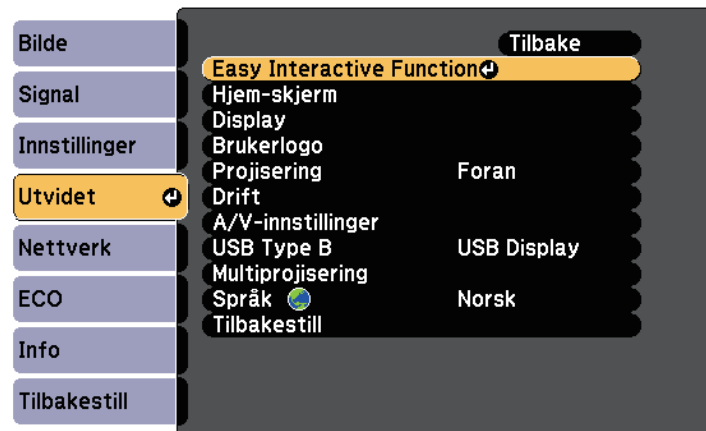 Bilde
Signal
Innstillinger
Utvidet
Nettverk
ECO
Info
Tilbakestill
Tilbake
Easy Interactive Function
Hjem-skjerm
Display
Brukerlogo
Projisering Foran
Drift
A/V-innstillinger
USB Type B USB Display
Multiprojisering
Språk Norsk
Tilbakestill